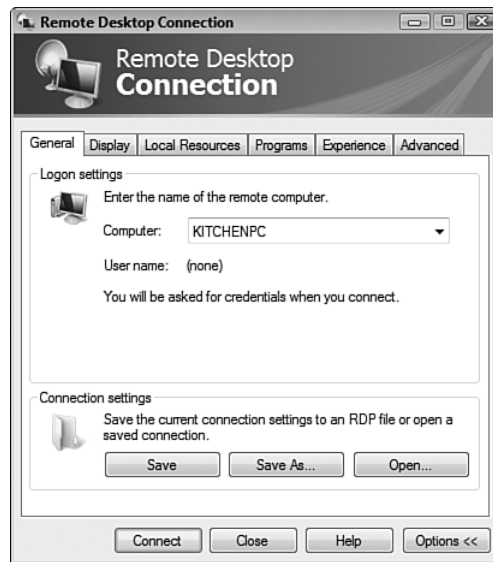 Remote Desktop Connection
Remote Desktop
Connection
General Display Local Resources Programs Experience Advanced
Logon settings
Enter the name of the remote computer.
Computer: KITCHENPC
User name: (none)
You will be asked for credentials when you connect.
Connection settings
Save the current connection settings to an RDP file or open a
saved connection.
Save Save As... Open...
Connect Close Help Options <<